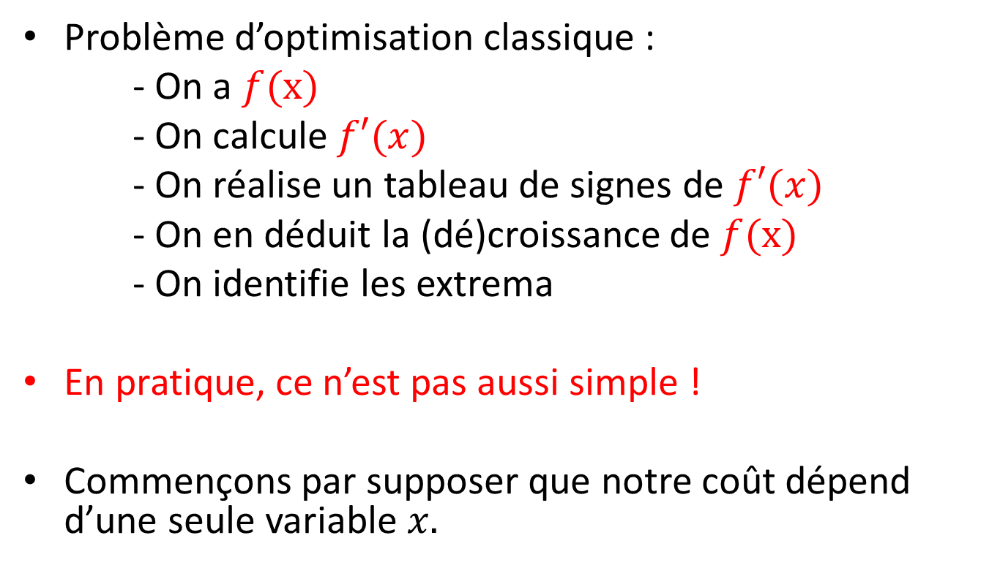 • Problème d’optimisation classique :
- On a f(x)
- On calcule f′(x)
- On réalise un tableau de signes de f′(x)
- On en déduit la (dé)croissance de f(x)
- On identifie les extrema
• En pratique, ce n’est pas aussi simple !
• Commençons par supposer que notre coût dépend
d’une seule variable x.